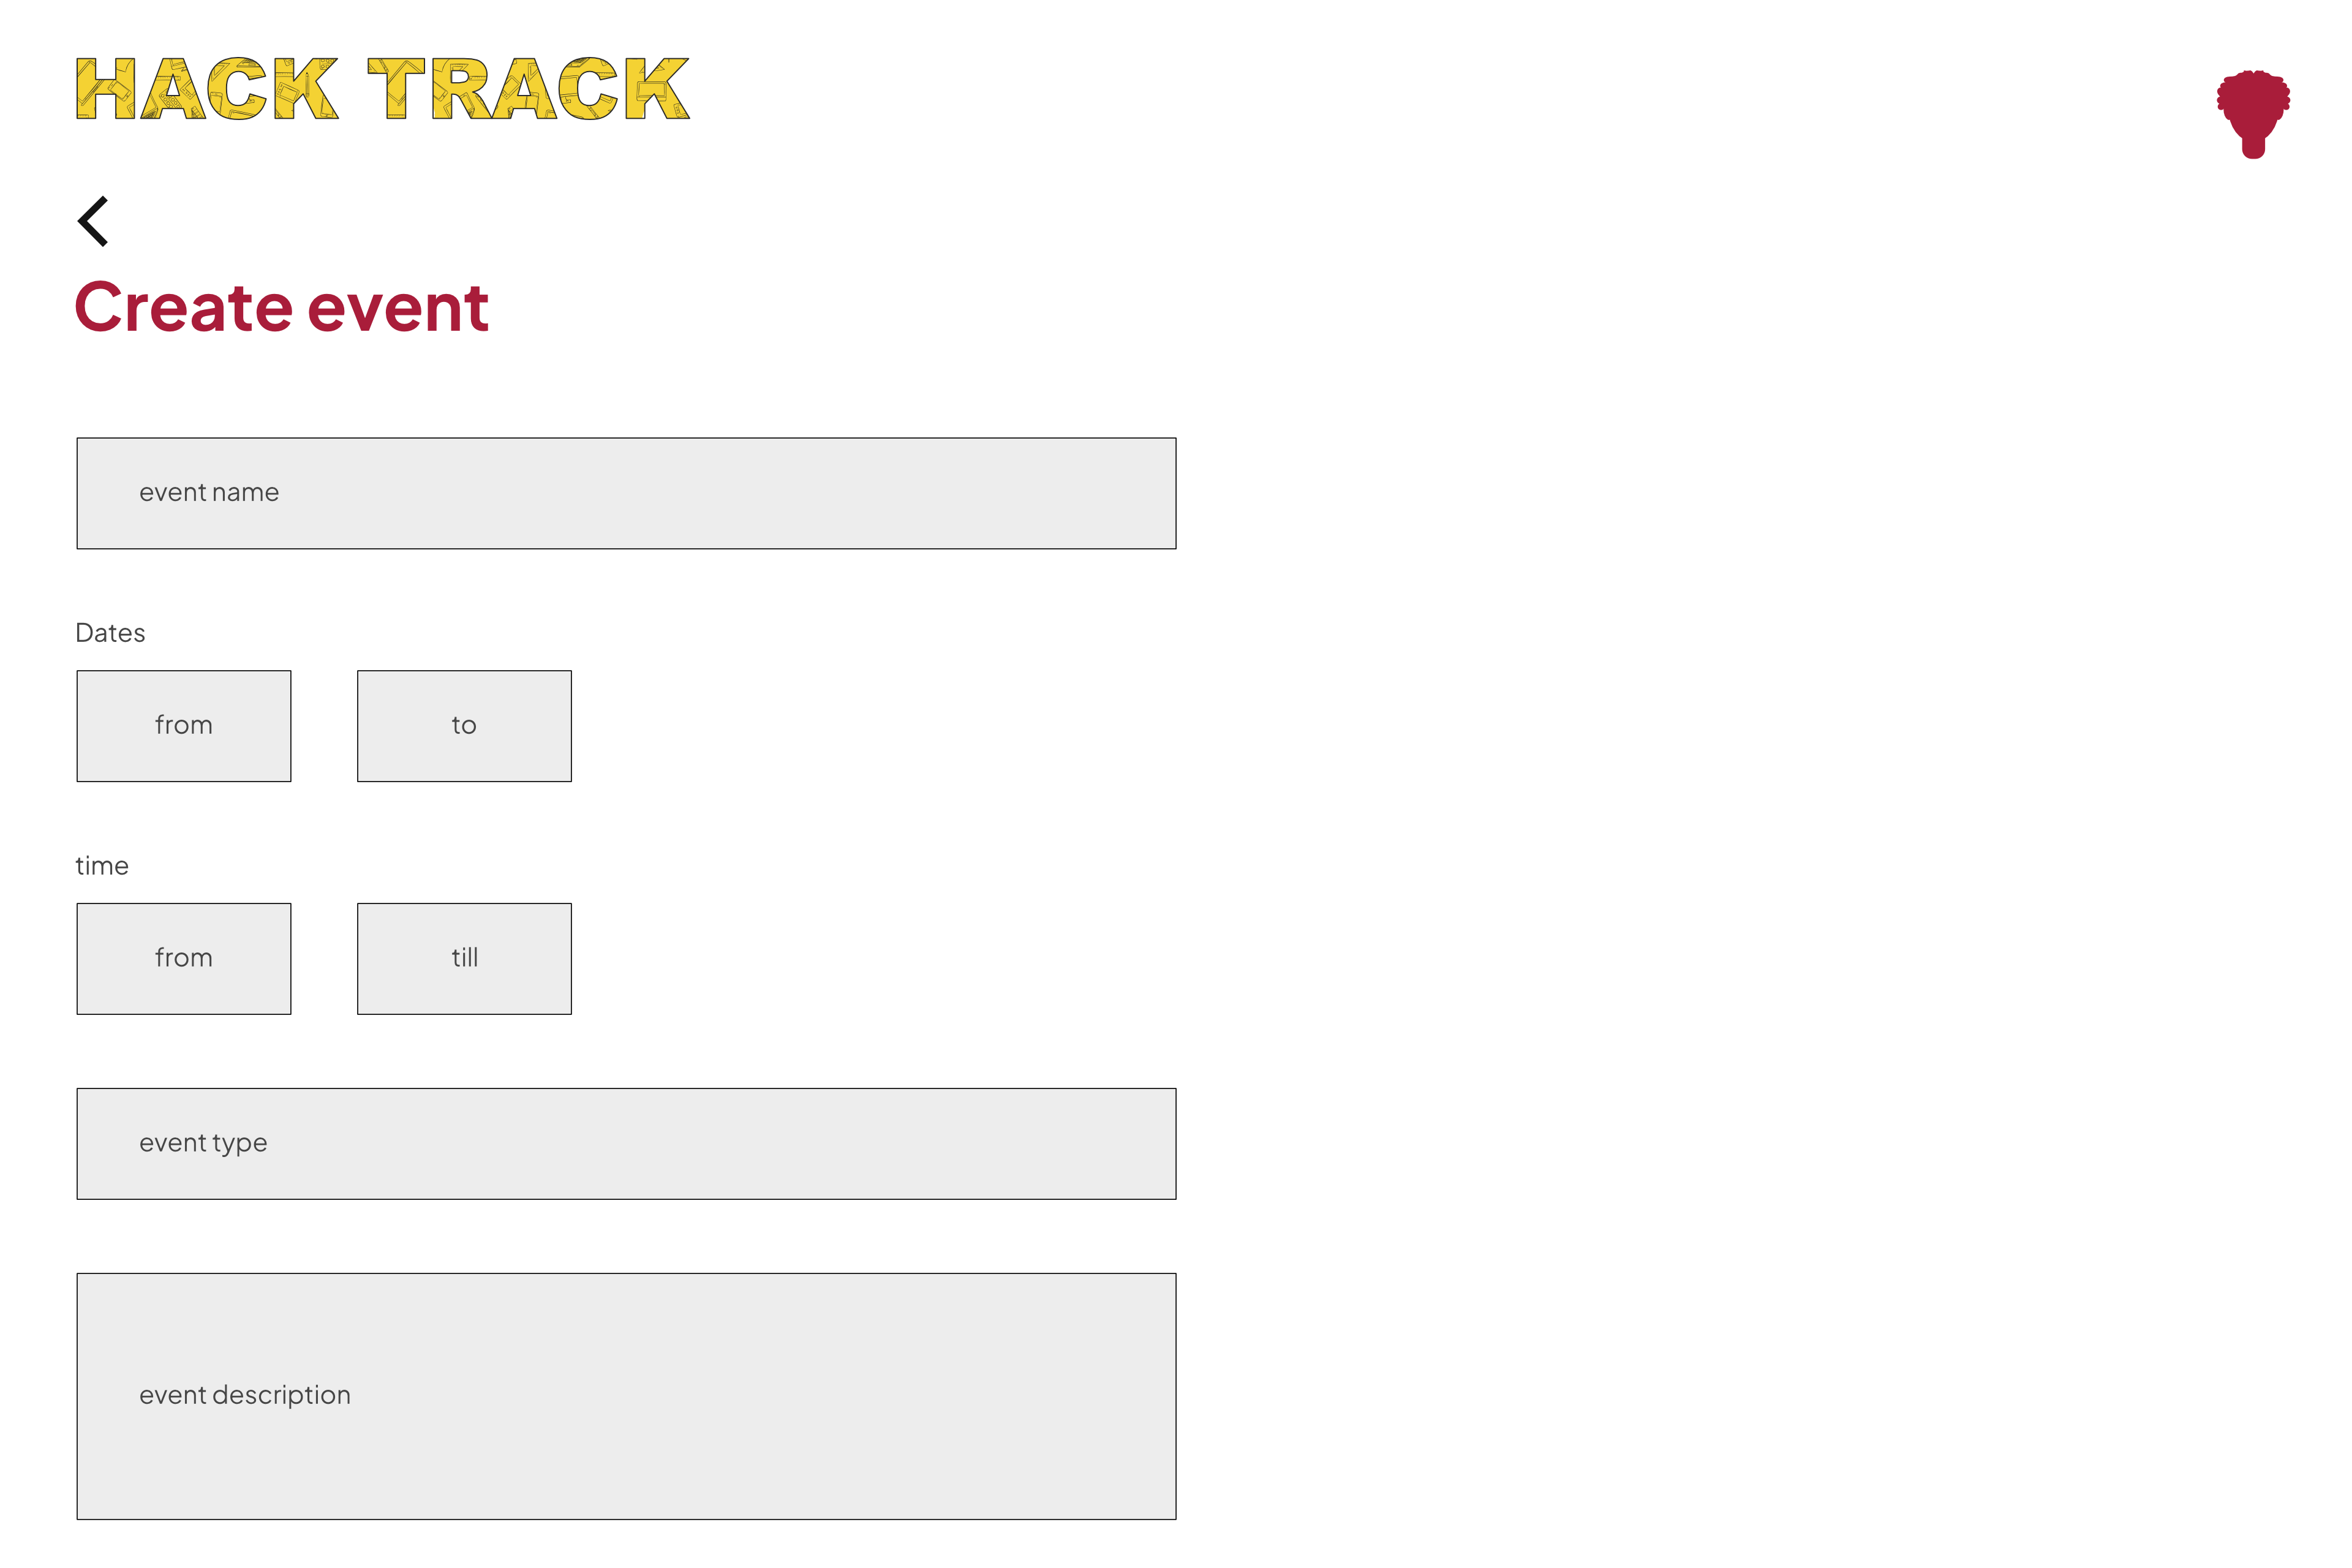 HACK TRACK
Create event
event name
Dates
from to
time
from till
event type
event description